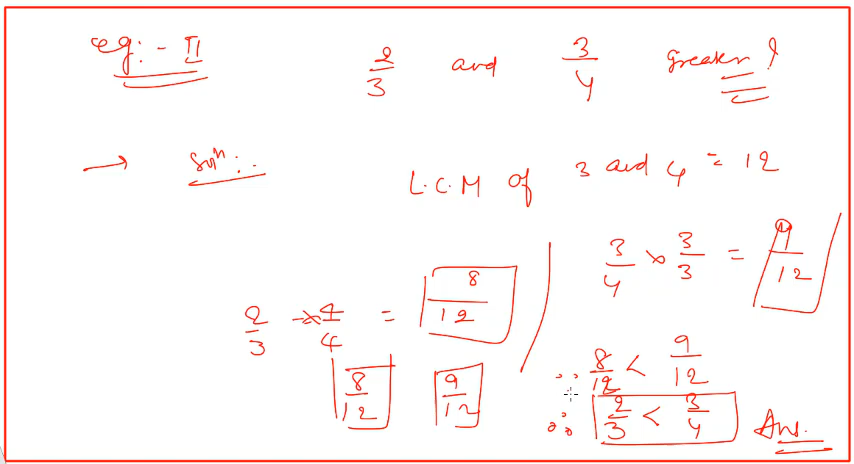 eg:- II 2/3 and 3/4 greater?
→ Solⁿ:.
L.C.M of 3 and 4 = 12
3/4 × 3/3 = 9/12
2/3 × 4/4 = 8/12
8/12 9/12
∵ 8/12 < 9/12
∴ 2/3 < 3/4 Ans.